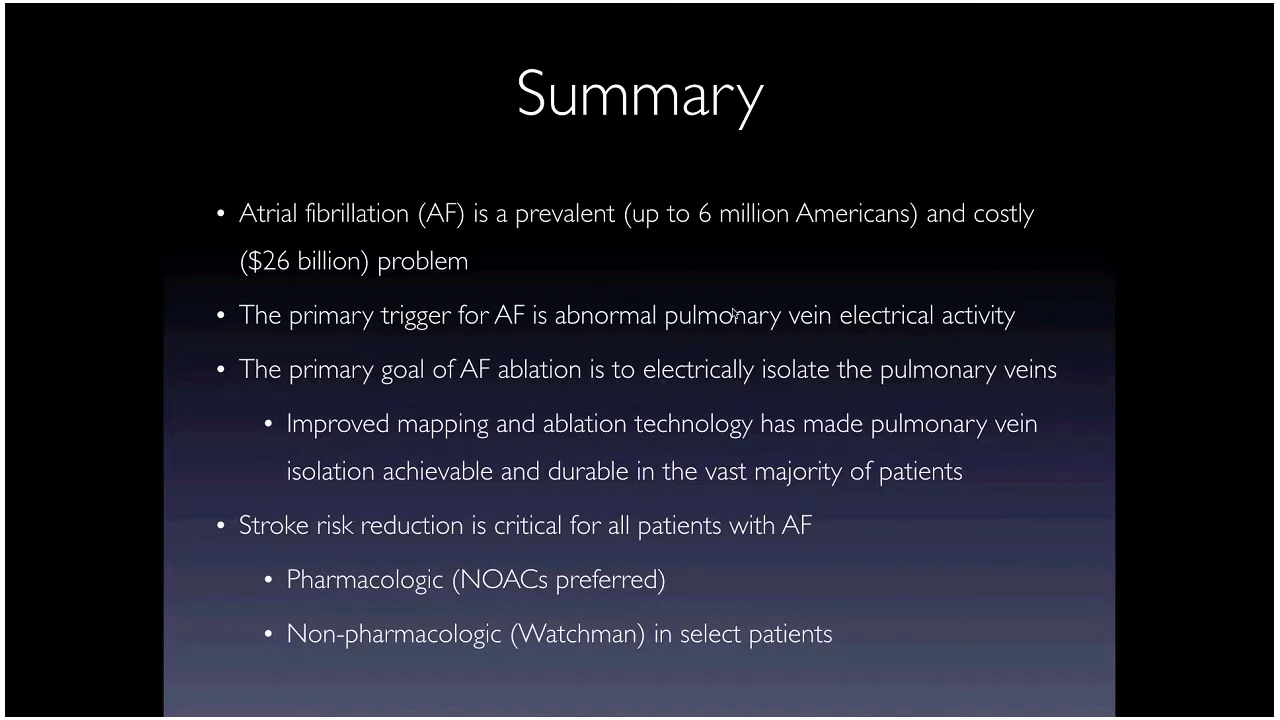 Summary
• Atrial fibrillation (AF) is a prevalent (up to 6 million Americans) and costly
($26 billion) problem
• The primary trigger for AF is abnormal pulmonary vein electrical activity
• The primary goal of AF ablation is to electrically isolate the pulmonary veins
• Improved mapping and ablation technology has made pulmonary vein
isolation achievable and durable in the vast majority of patients
• Stroke risk reduction is critical for all patients with AF
• Pharmacologic (NOACs preferred)
• Non-pharmacologic (Watchman) in select patients